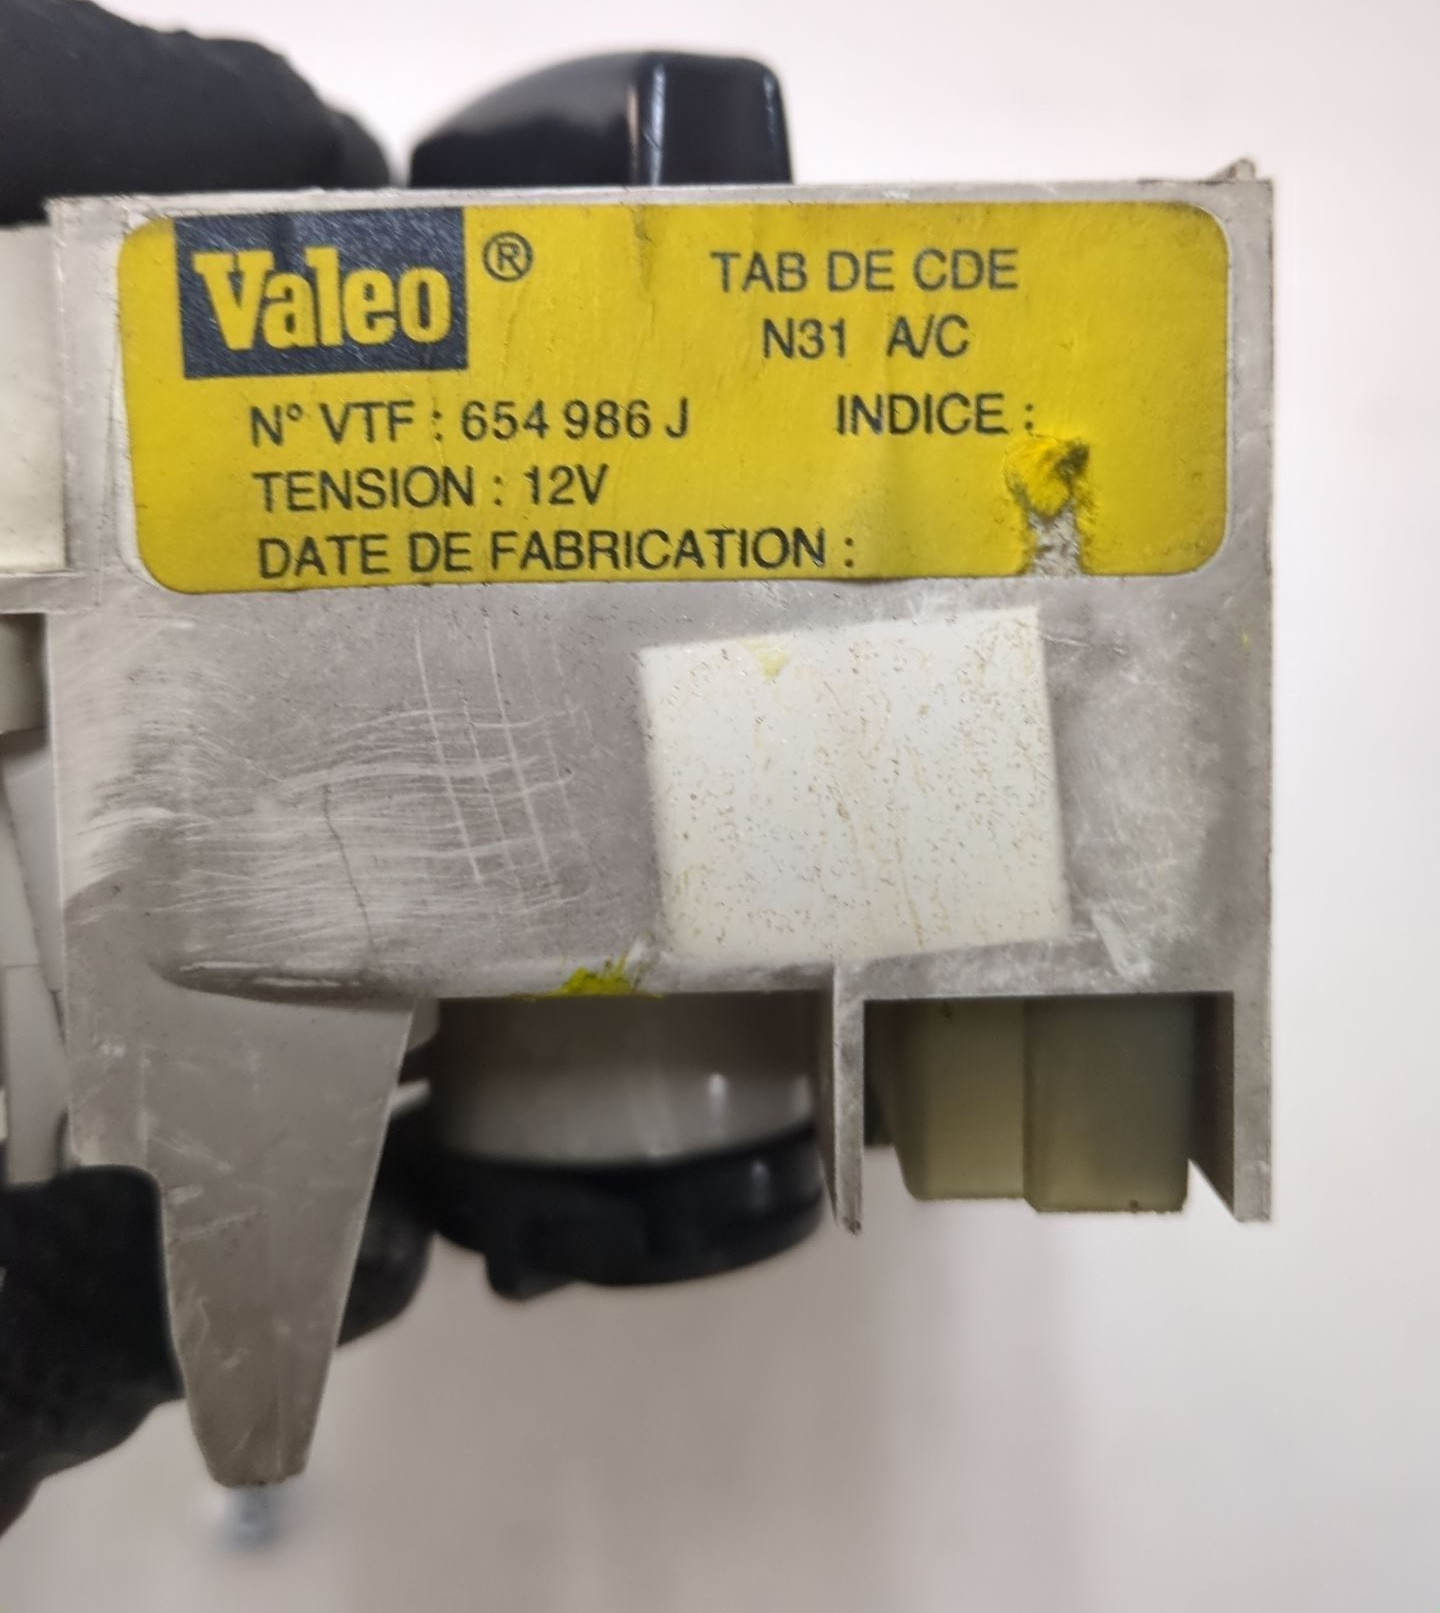 Valeo ®
TAB DE CDE
N31 A/C
N° VTF : 654 986 J
INDICE :
TENSION : 12V
DATE DE FABRICATION :